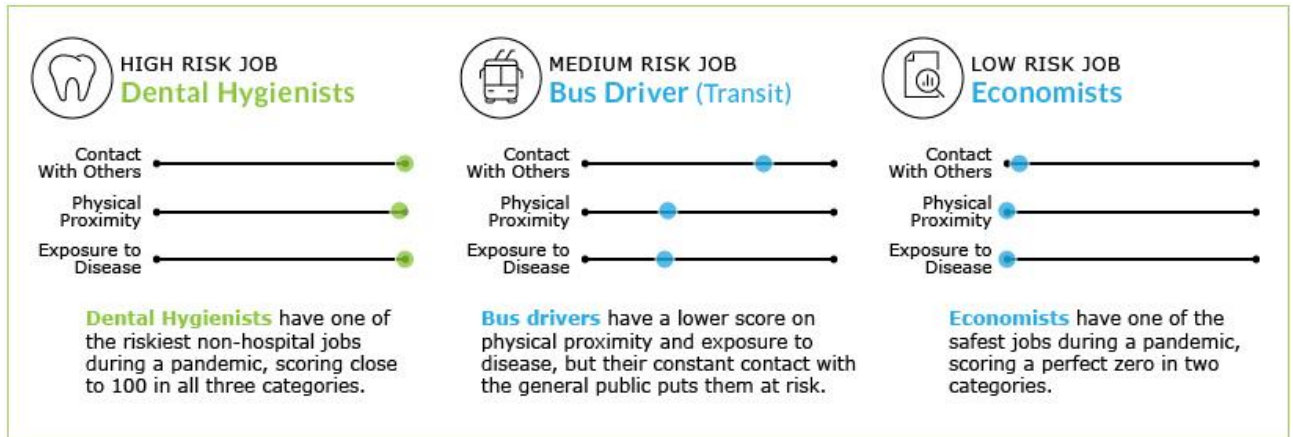 HIGH RISK JOB
Dental Hygienists
Contact
With Others
Physical
Proximity
Exposure to
Disease
Dental Hygienists have one of
the riskiest non-hospital jobs
during a pandemic, scoring close
to 100 in all three categories.
MEDIUM RISK JOB
Bus Driver (Transit)
Contact
With Others
Physical
Proximity
Exposure to
Disease
Bus drivers have a lower score on
physical proximity and exposure to
disease, but their constant contact with
the general public puts them at risk.
LOW RISK JOB
Economists
Contact
With Others
Physical
Proximity
Exposure to
Disease
Economists have one of the
safest jobs during a pandemic,
scoring a perfect zero in two
categories.